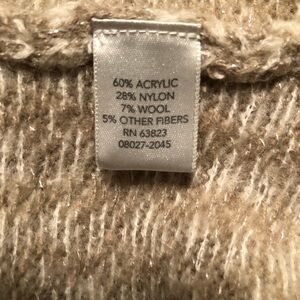 60% ACRYLIC
28% NYLON
7% WOOL
5% OTHER FIBERS
RN 63823
08027-2045